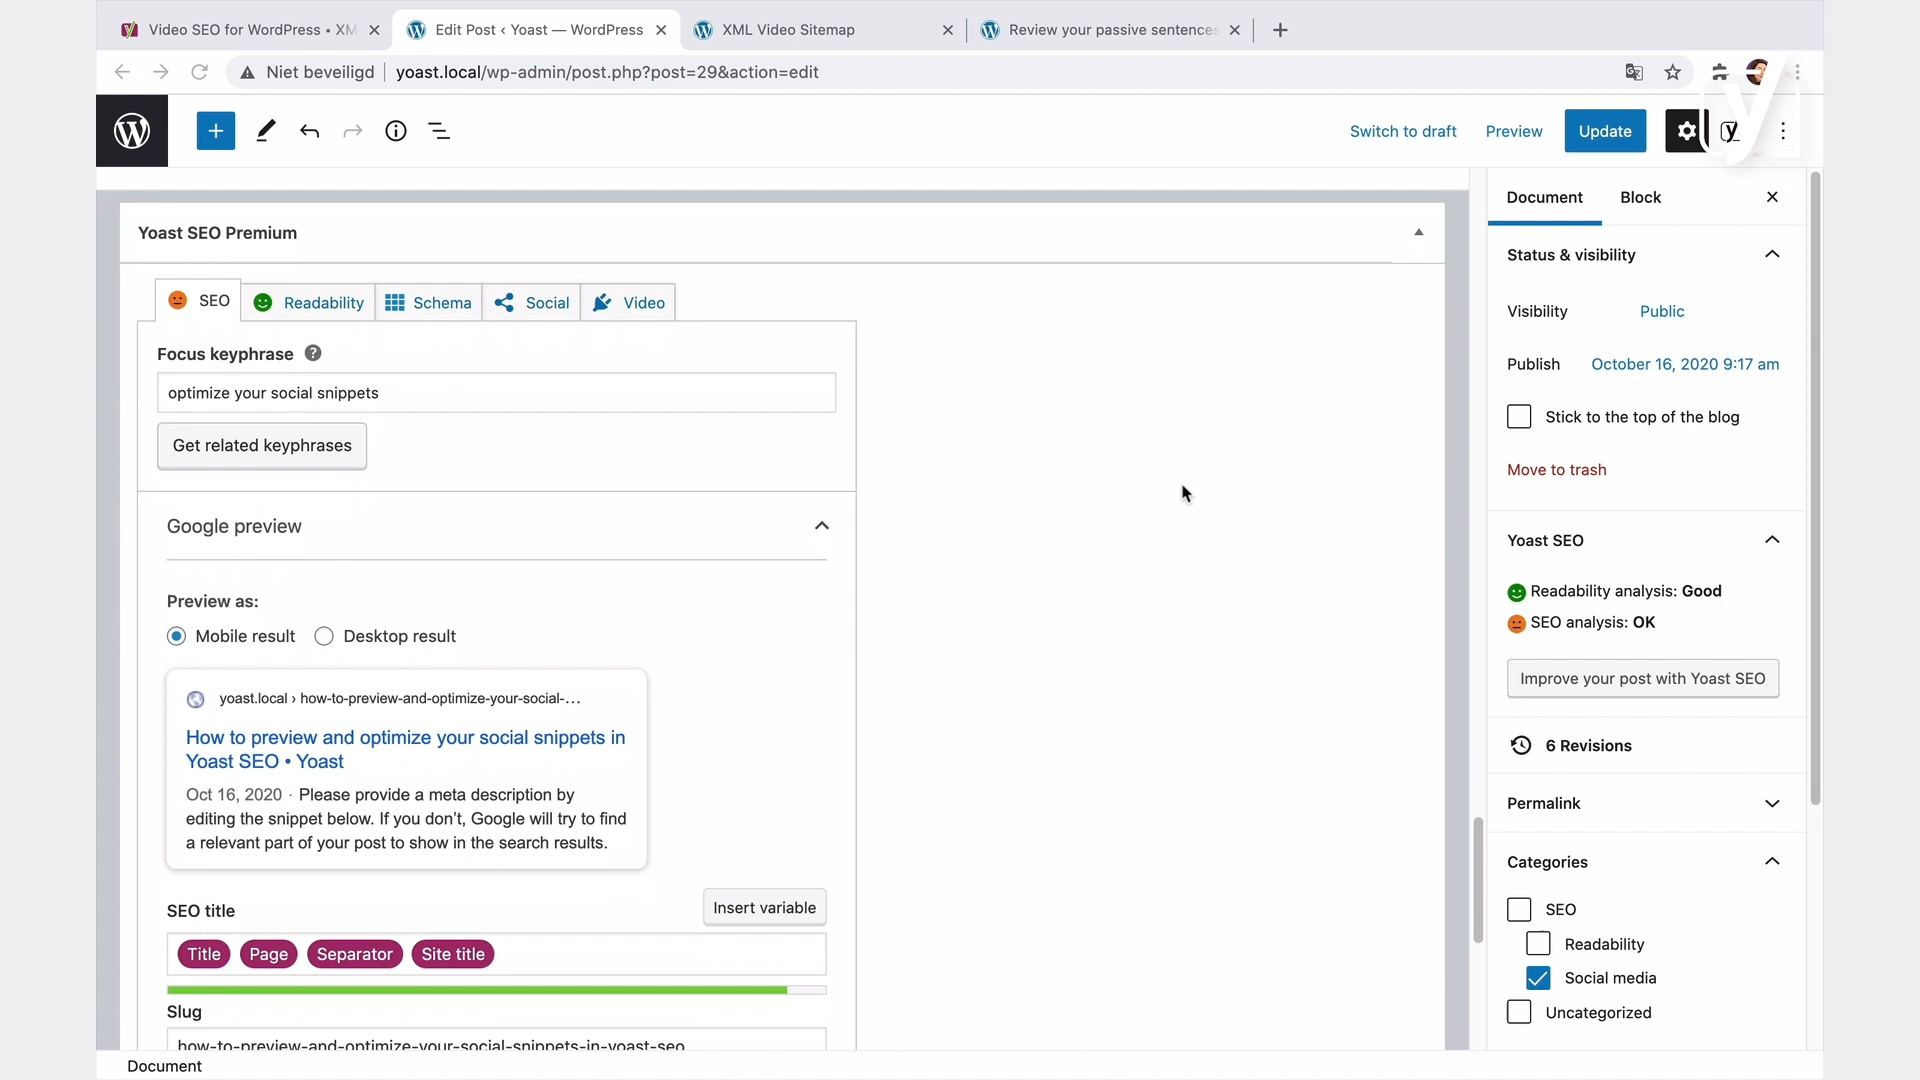 Video SEO for WordPress • XM
Edit Post ‹ Yoast — WordPress
XML Video Sitemap
Review your passive sentences
Niet beveiligd
yoast.local/wp-admin/post.php?post=29&action=edit
Switch to draft
Preview
Update
Yoast SEO Premium
SEO
Readability
Schema
Social
Video
Focus keyphrase
optimize your social snippets
Get related keyphrases
Google preview
Preview as:
Mobile result
Desktop result
yoast.local › how-to-preview-and-optimize-your-social-…
How to preview and optimize your social snippets in
Yoast SEO • Yoast
Oct 16, 2020 · Please provide a meta description by
editing the snippet below. If you don't, Google will try to find
a relevant part of your post to show in the search results.
SEO title
Insert variable
Title
Page
Separator
Site title
Slug
how-to-preview-and-optimize-your-social-snippets-in-yoast-seo
Document
Document
Block
Status & visibility
Visibility
Public
Publish
October 16, 2020 9:17 am
Stick to the top of the blog
Move to trash
Yoast SEO
Readability analysis: Good
SEO analysis: OK
Improve your post with Yoast SEO
6 Revisions
Permalink
Categories
SEO
Readability
Social media
Uncategorized